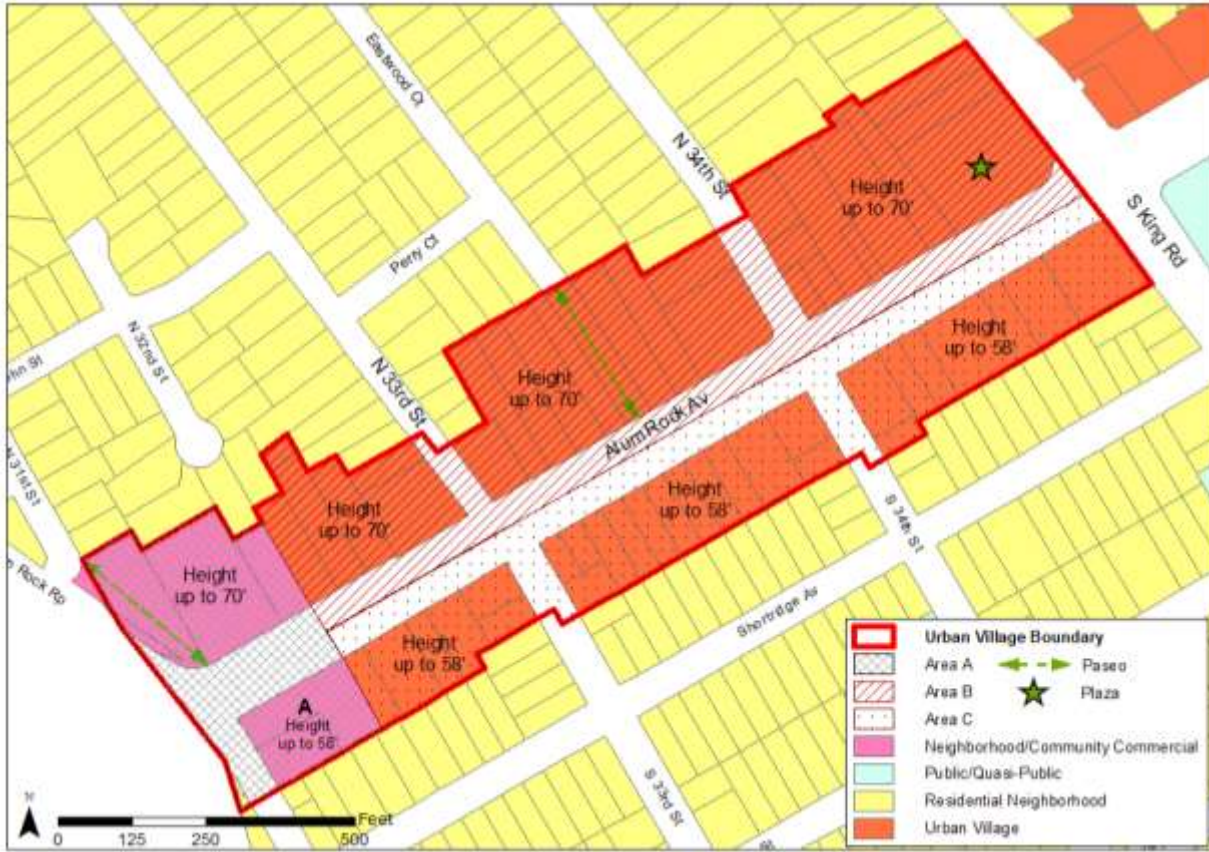 Eastwood Ct
N 34th St
Height
up to 70'
S King Rd
Perry Ct
N 32nd St
N 33rd St
Height
up to 70'
Alum Rock Av
Height
up to 58'
N 31st St
Height
up to 70'
Height
up to 58'
S 34th St
Rock Rp
Height
up to 70'
Shortridge Av
Height
up to 58'
A
Height
up to 58'
S 33rd St
N
Feet
0 125 250 500
Urban Village Boundary
Area A
Paseo
Area B
Plaza
Area C
Neighborhood/Community Commercial
Public/Quasi-Public
Residential Neighborhood
Urban Village